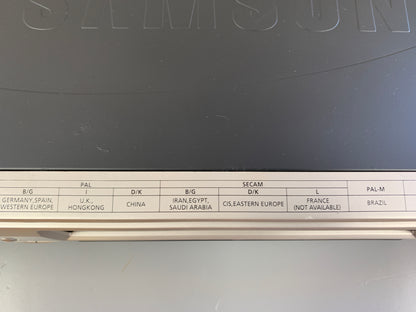 SAMSUN
PAL SECAM PAL-M
B/G I D/K B/G D/K L
GERMANY,SPAIN, U.K., CHINA IRAN,EGYPT, CIS,EASTERN EUROPE FRANCE BRAZIL
WESTERN EUROPE HONGKONG SAUDI ARABIA (NOT AVAILABLE)